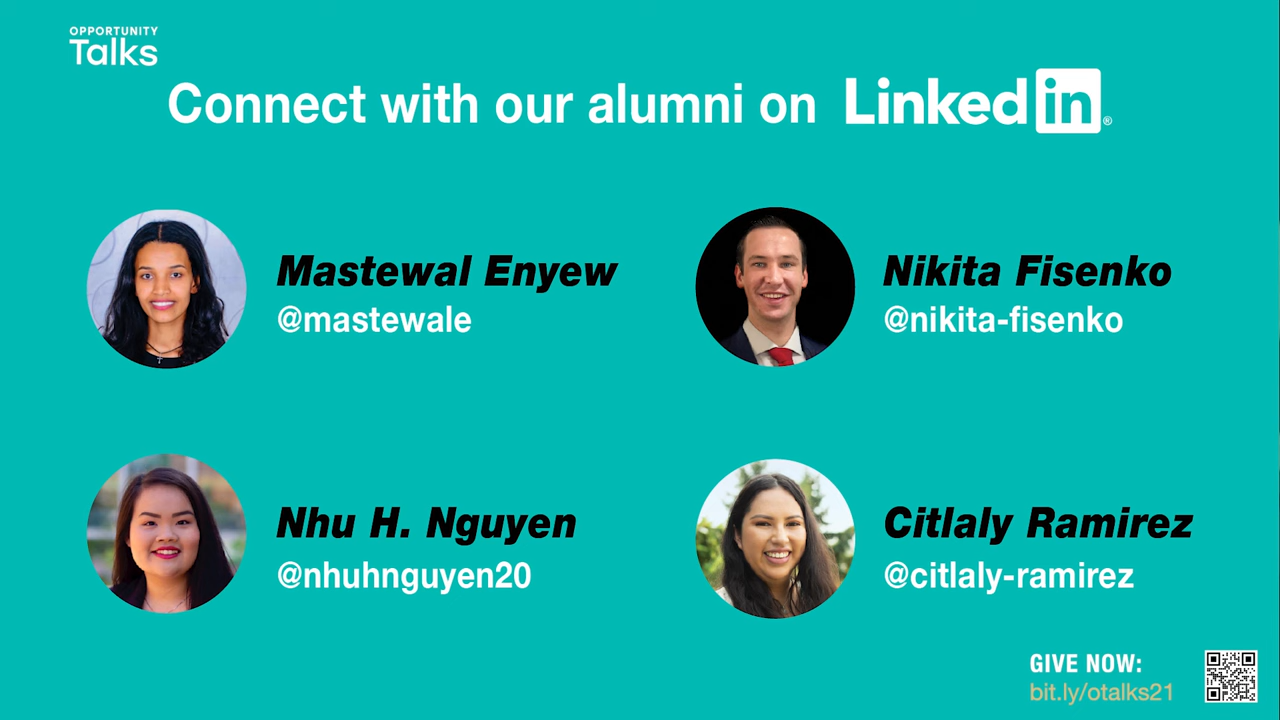 OPPORTUNITY
Talks
Connect with our alumni on Linkedin®
Mastewal Enyew
@mastewale
Nikita Fisenko
@nikita-fisenko
Nhu H. Nguyen
@nhuhnguyen20
Citlaly Ramirez
@citlaly-ramirez
GIVE NOW:
bit.ly/otalks21